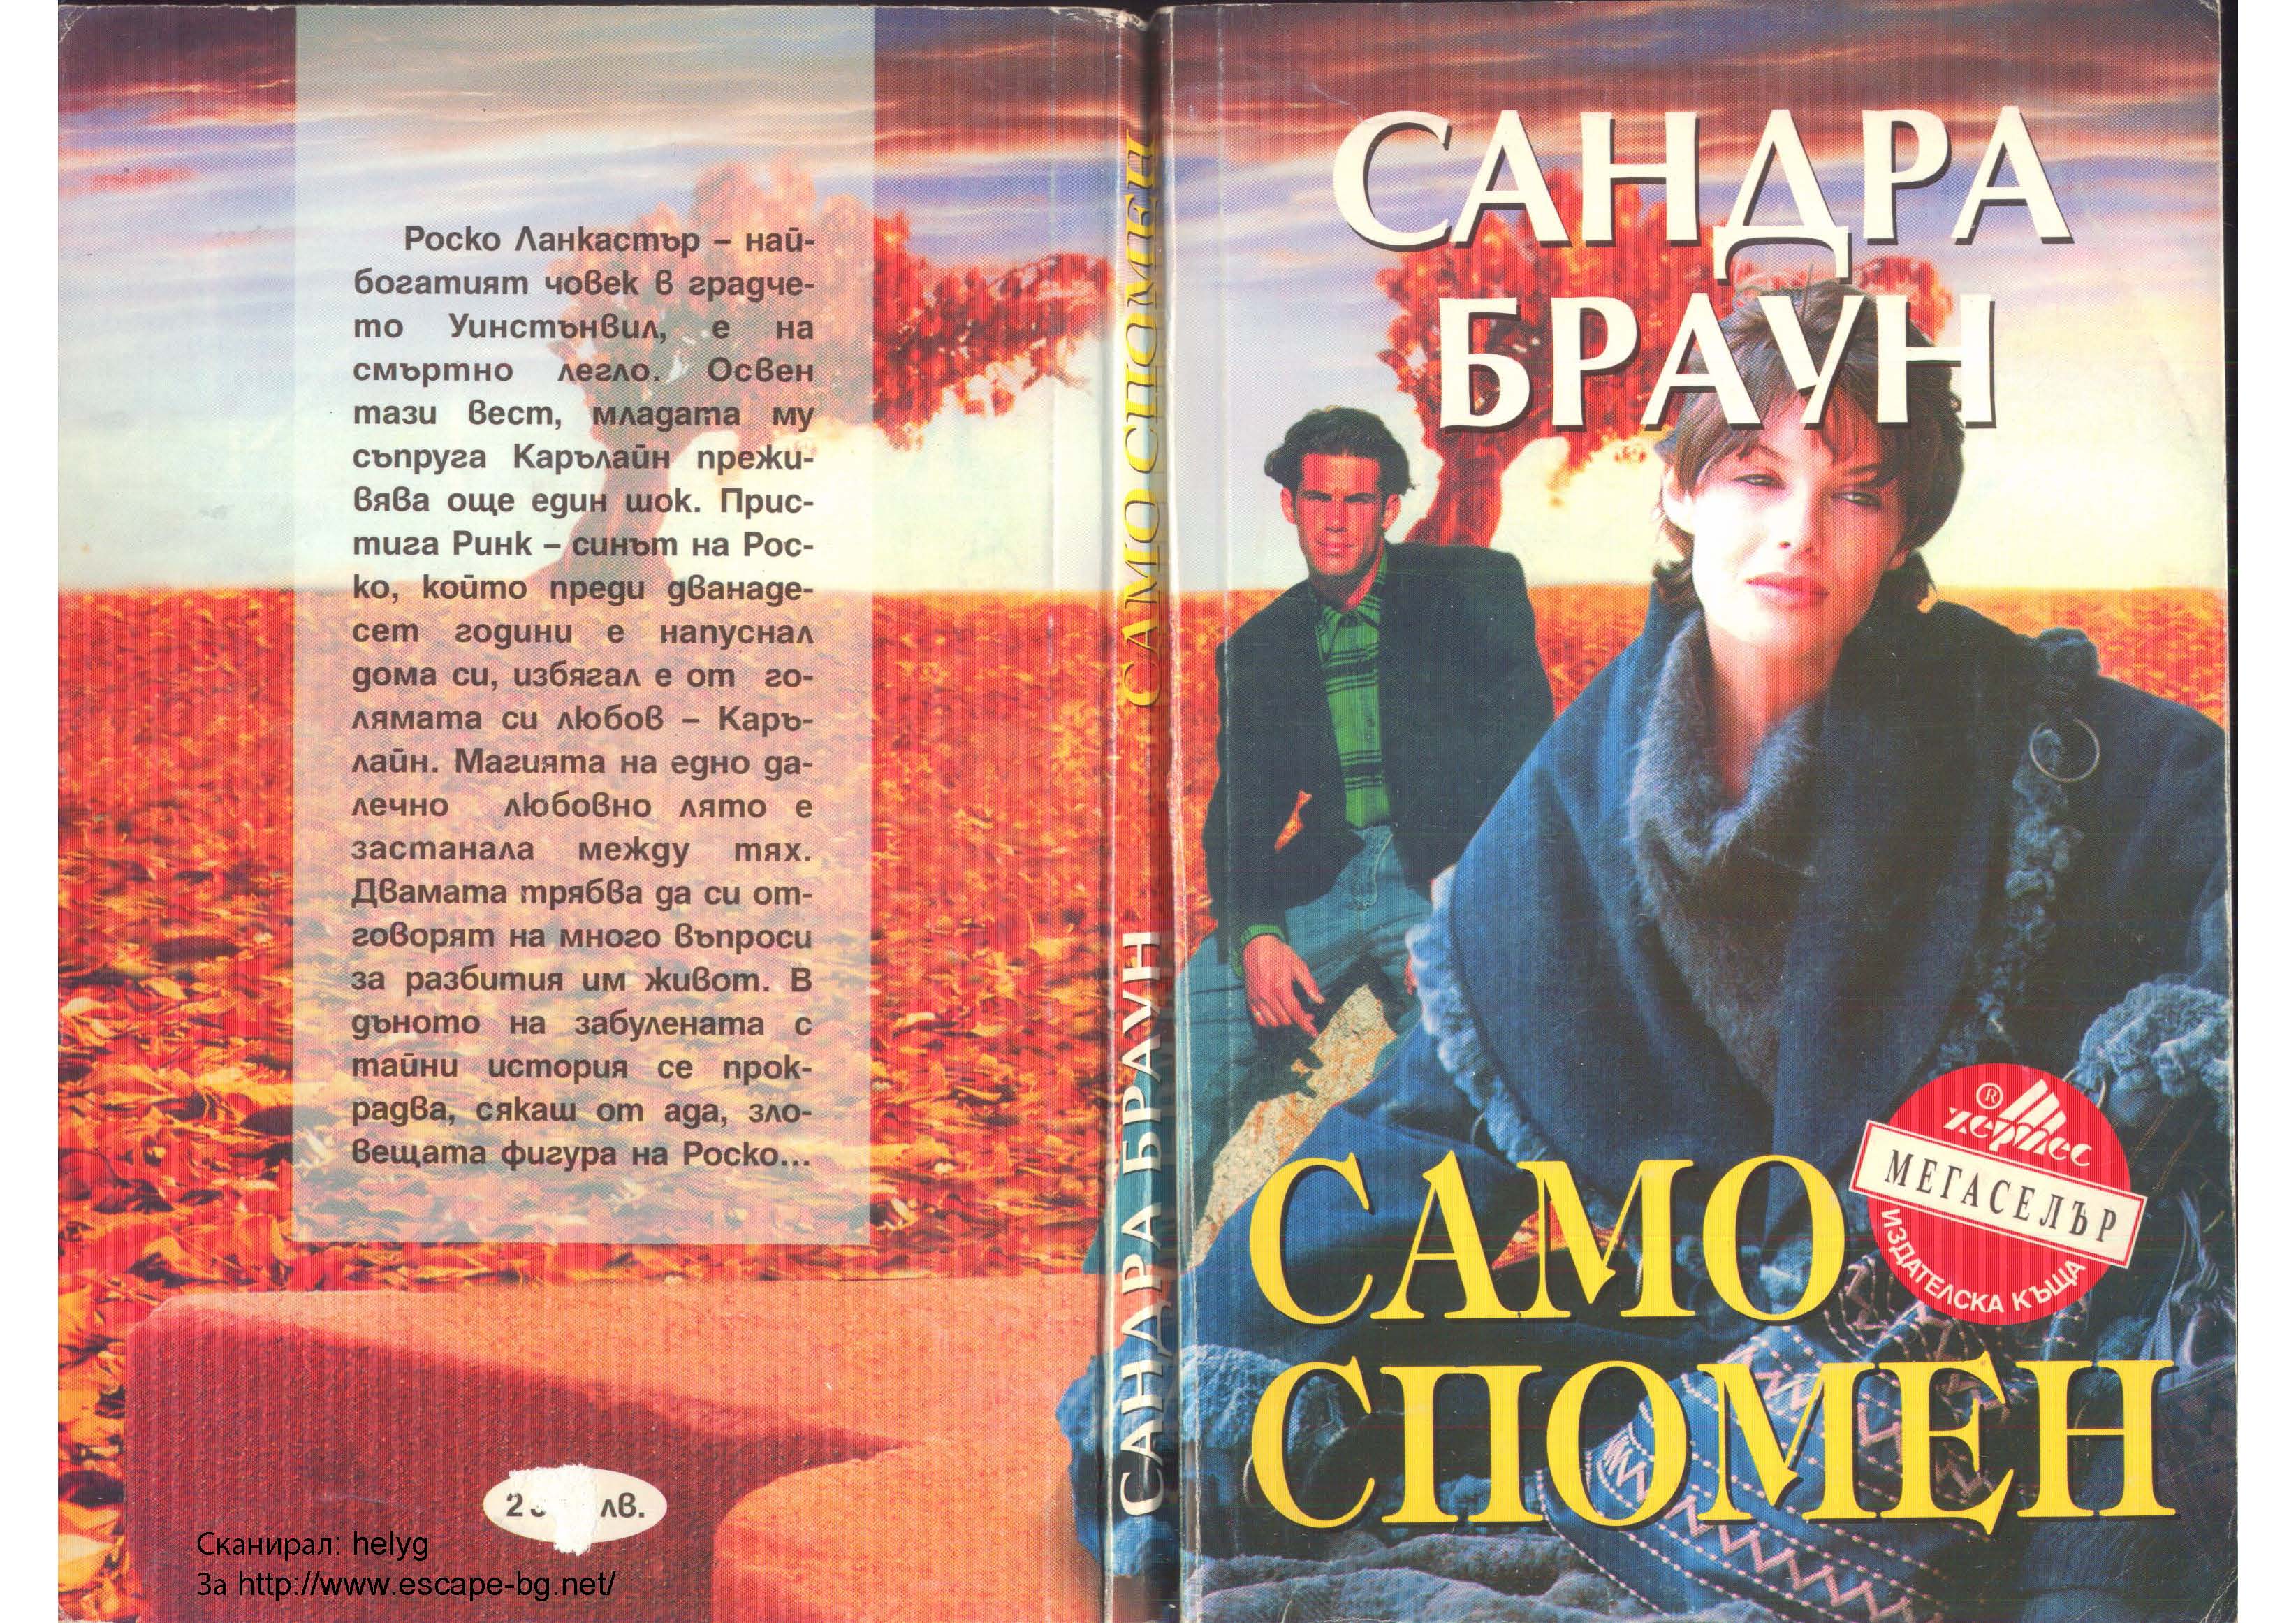 Роско Ланкастър – най-
богатият човек в градче-
то Уинстънвил, е на
смъртно легло. Освен
тази вест, младата му
съпруга Карълайн прежи-
вява още един шок. Прис-
тига Ринк – синът на Рос-
ко, който преди дванаде-
сет години е напуснал
дома си, избягал е от го-
лямата си любов – Каръ-
лайн. Магията на едно да-
лечно любовно лято е
застанала между тях.
Двамата трябва да си от-
говорят на много въпроси
за разбития им живот. В
дъното на забулената с
тайни история се прок-
радва, сякаш от ада, зло-
вещата фигура на Роско...
лв.
Сканирал: helyg
За http://www.escape-bg.net/
САНДРА БРАУН САМО СПОМЕН
САНДРА
БРАУН
® Хермес
МЕГАСЕЛЪР
ИЗДАТЕЛСКА КЪЩА
САМО
СПОМЕН